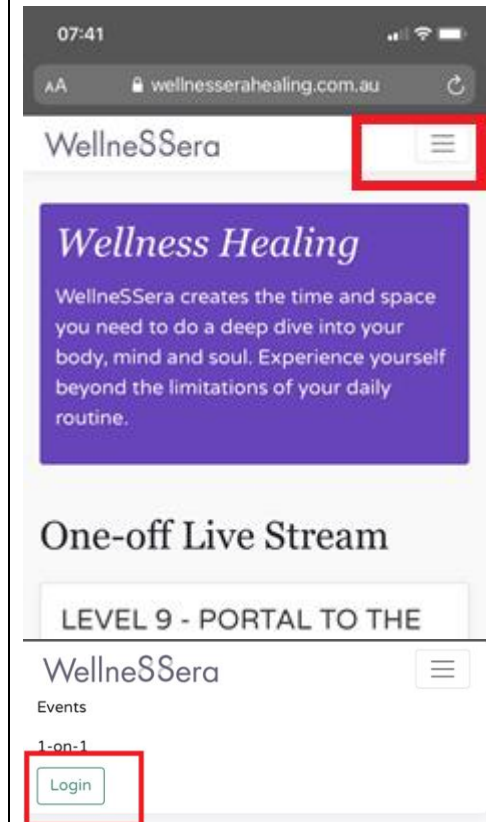 07:41
AA wellnesserahealing.com.au
WellneSSera
Wellness Healing
WellneSSera creates the time and space
you need to do a deep dive into your
body, mind and soul. Experience yourself
beyond the limitations of your daily
routine.
One-off Live Stream
LEVEL 9 - PORTAL TO THE
WellneSSera
Events
1-on-1
Login